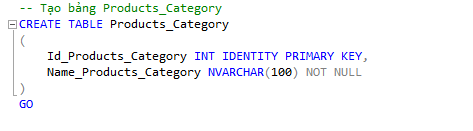 -- Tạo bảng Products_Category
CREATE TABLE Products_Category
(
Id_Products_Category INT IDENTITY PRIMARY KEY,
Name_Products_Category NVARCHAR(100) NOT NULL
)
GO